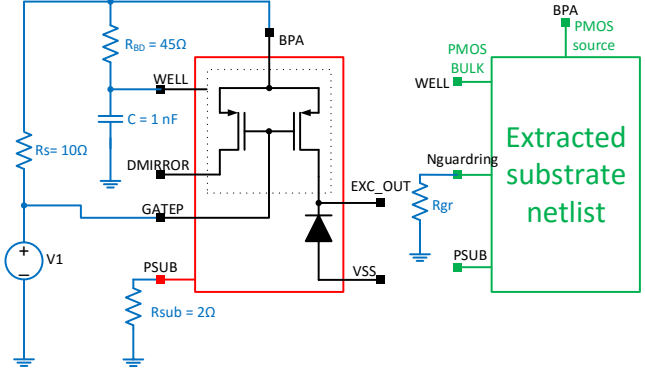 BPA
R_BD = 45Ω
WELL
C = 1 nF
Rs= 10Ω
DMIRROR
GATEP
EXC_OUT
+
−
V1
PSUB
VSS
Rsub = 2Ω
BPA
PMOS
source
PMOS
BULK
WELL
Nguardring
Rgr
PSUB
Extracted
substrate
netlist